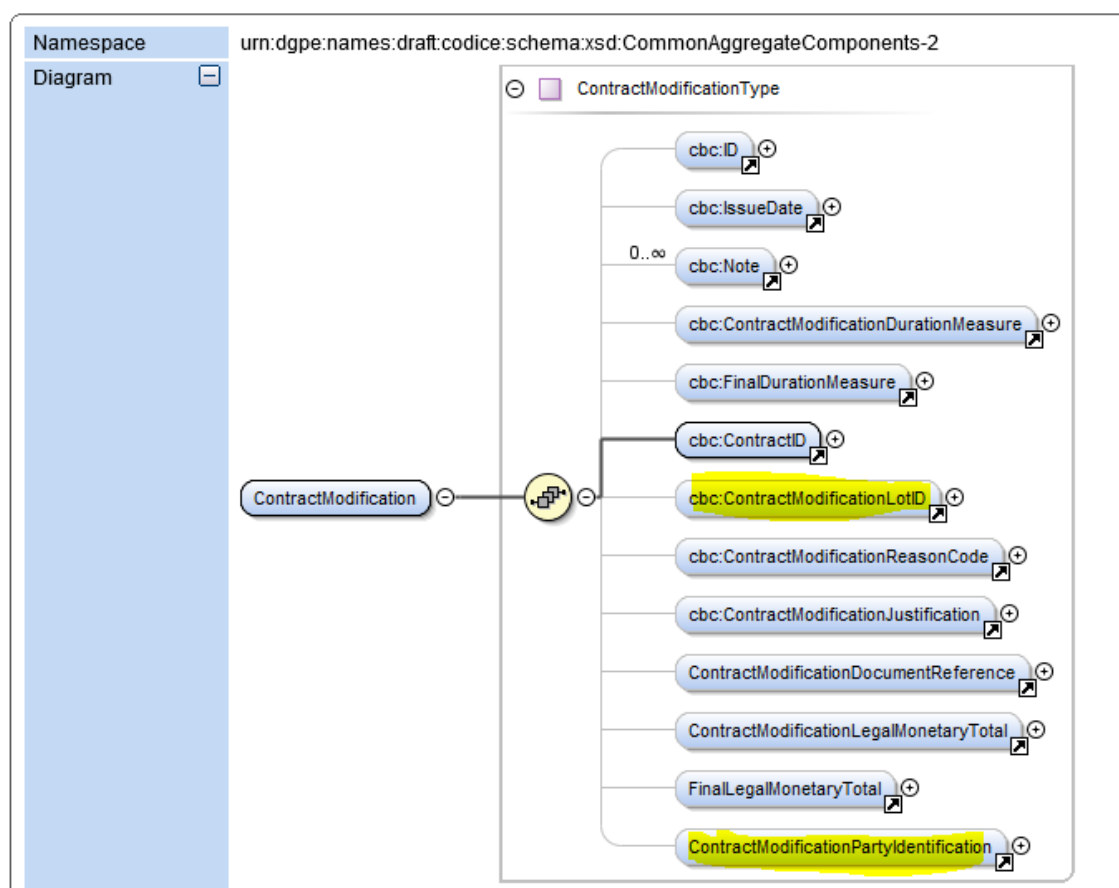 Namespace urn:dgpe:names:draft:codice:schema:xsd:CommonAggregateComponents-2
Diagram
ContractModificationType
cbc:ID
cbc:IssueDate
0..∞
cbc:Note
cbc:ContractModificationDurationMeasure
cbc:FinalDurationMeasure
cbc:ContractID
ContractModification
cbc:ContractModificationLotID
cbc:ContractModificationReasonCode
cbc:ContractModificationJustification
ContractModificationDocumentReference
ContractModificationLegalMonetaryTotal
FinalLegalMonetaryTotal
ContractModificationPartyIdentification